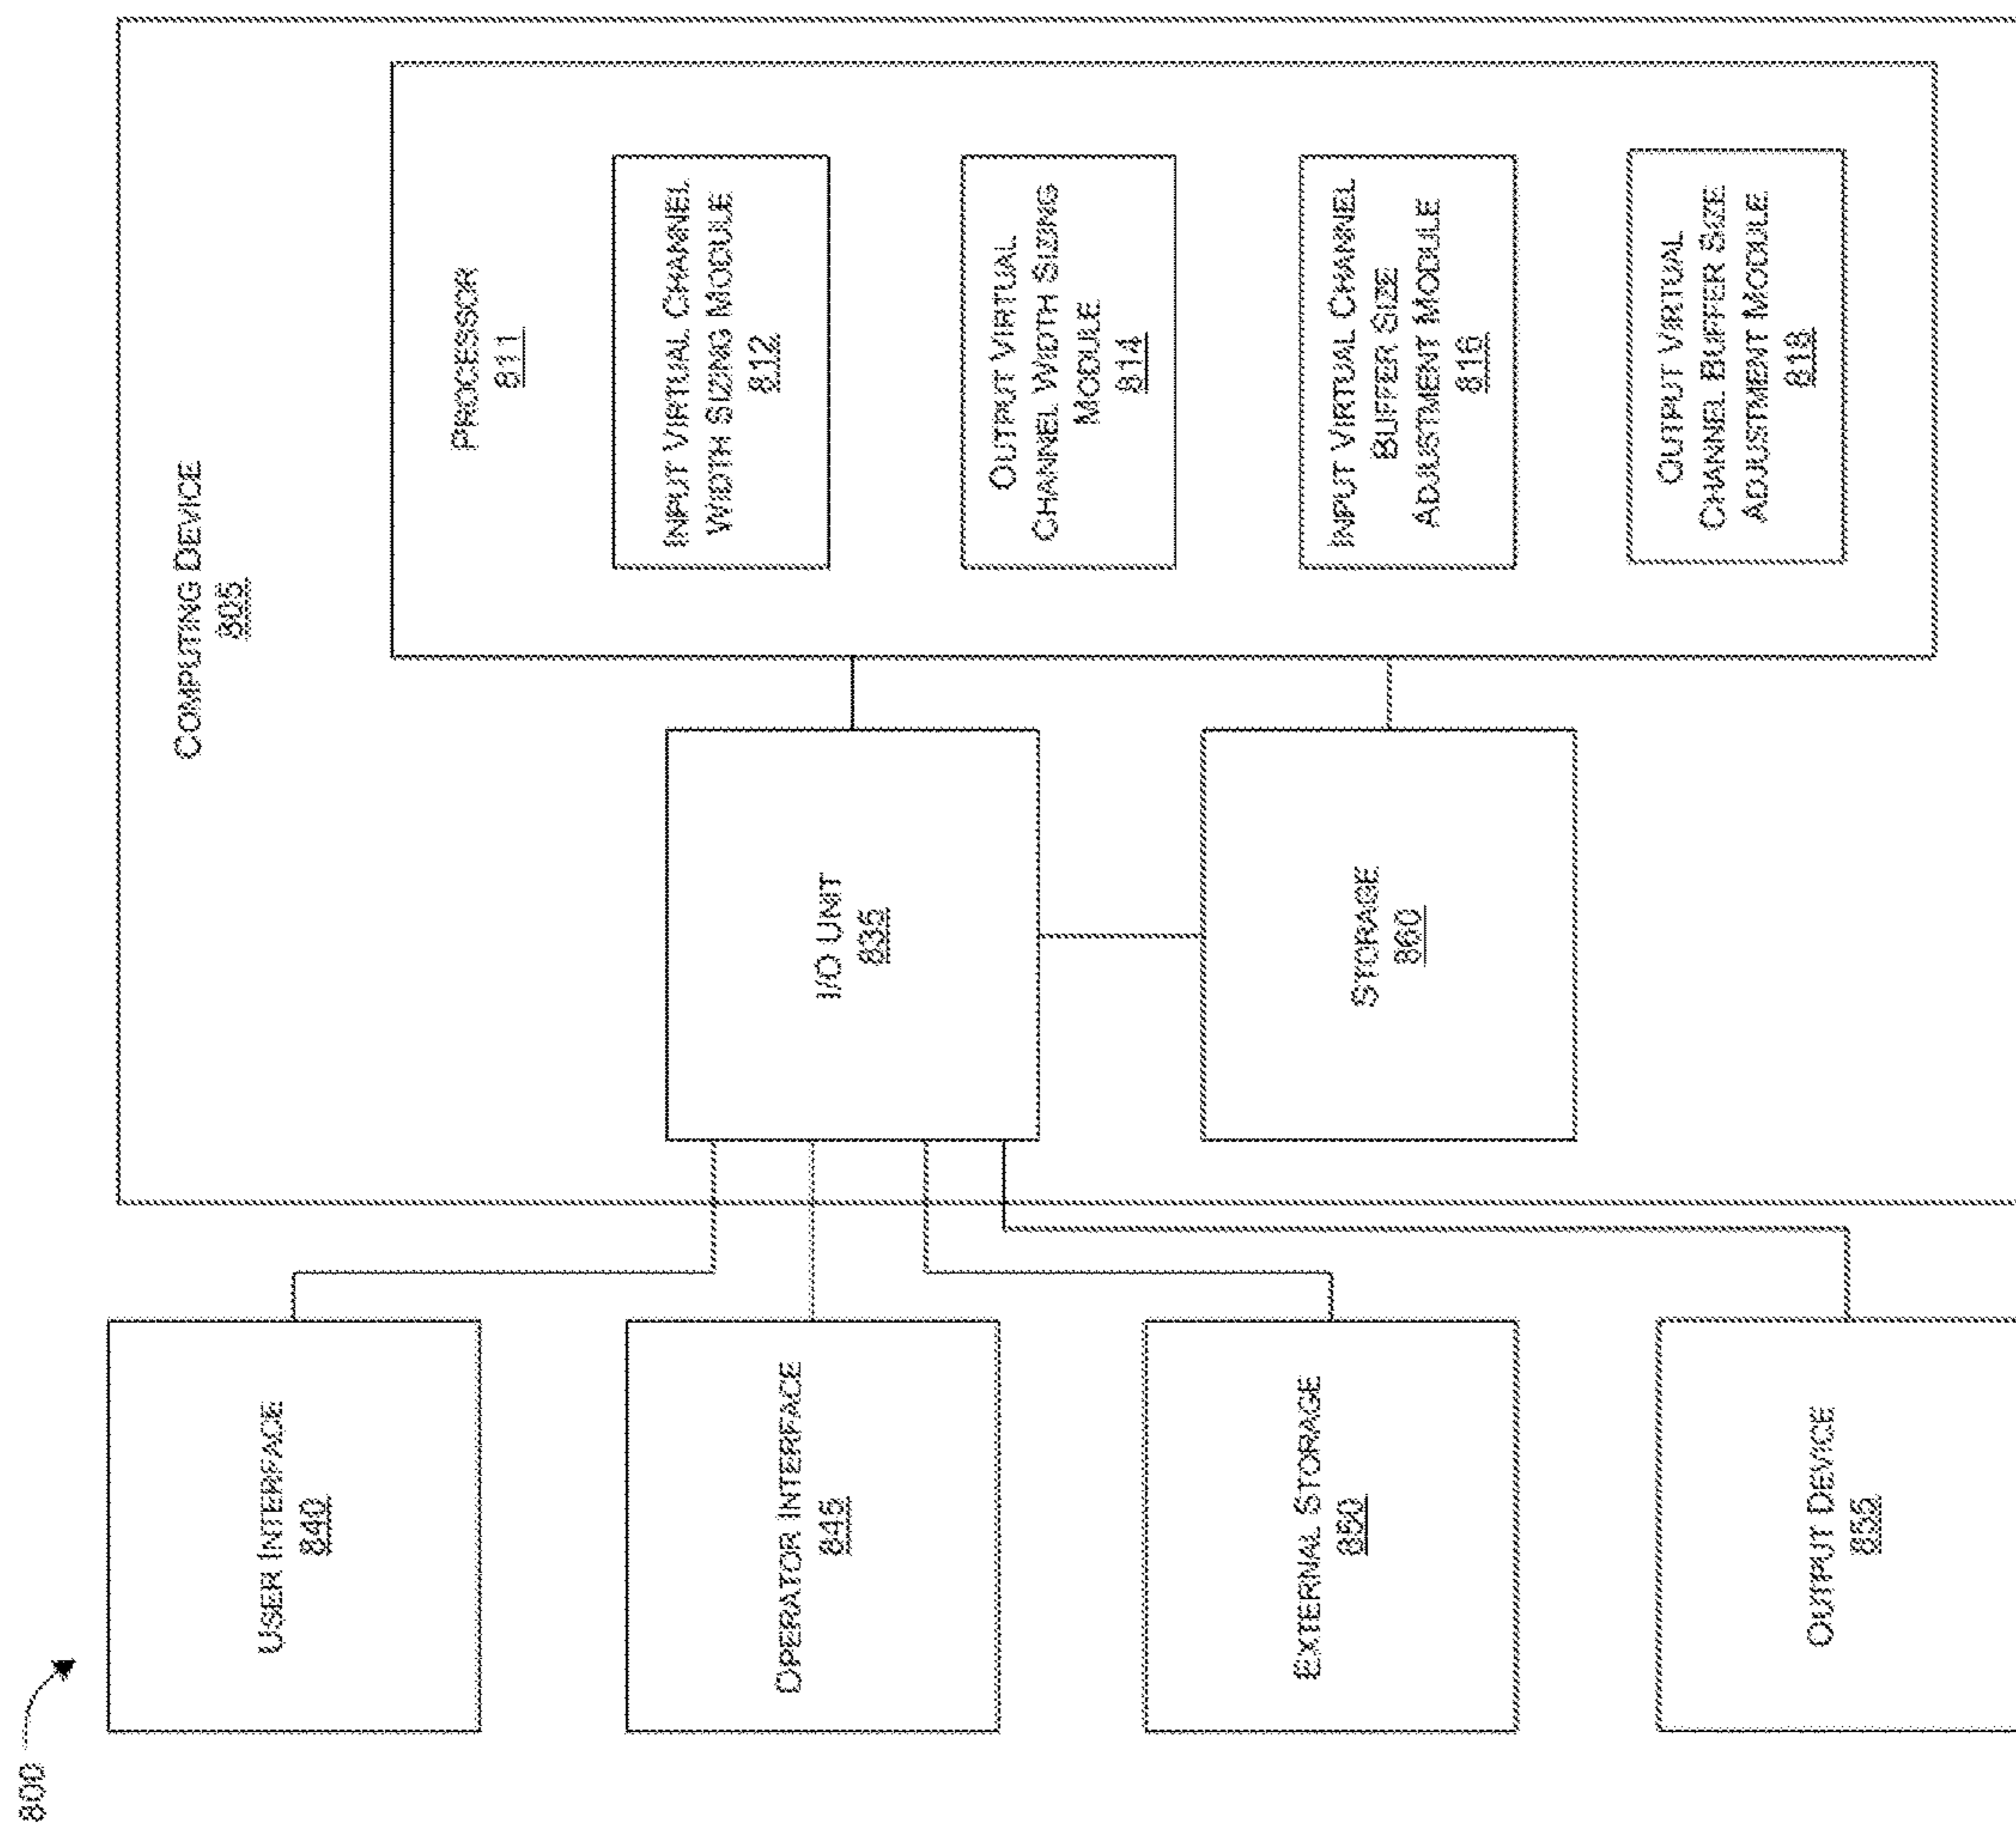 800
COMPUTING DEVICE
805
PROCESSOR
811
INPUT VIRTUAL CHANNEL
WIDTH SIZING MODULE
812
OUTPUT VIRTUAL
CHANNEL WIDTH SIZING
MODULE
814
INPUT VIRTUAL CHANNEL
BUFFER SIZE
ADJUSTMENT MODULE
816
OUTPUT VIRTUAL
CHANNEL BUFFER SIZE
ADJUSTMENT MODULE
818
I/O UNIT
835
STORAGE
860
USER INTERFACE
840
OPERATOR INTERFACE
845
EXTERNAL STORAGE
850
OUTPUT DEVICE
855